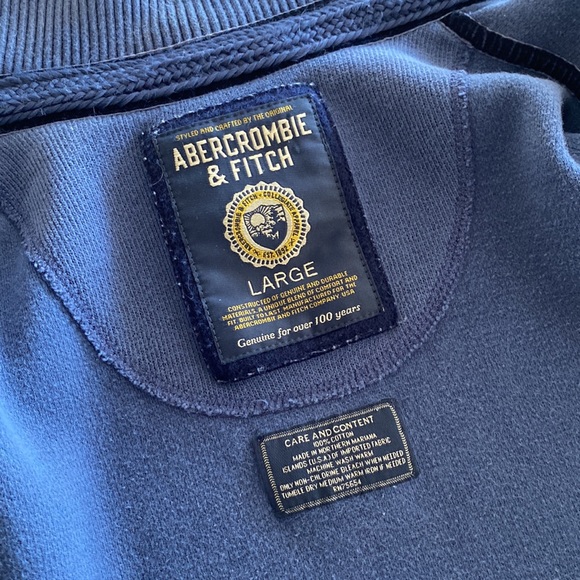 STYLED AND CRAFTED BY THE ORIGINAL
ABERCROMBIE
& FITCH
LARGE
CONSTRUCTED OF GENUINE AND DURABLE
MATERIALS, A UNIQUE BLEND OF COMFORT AND
FIT. BUILT TO LAST. MANUFACTURED FOR THE
ABERCROMBIE AND FITCH COMPANY USA
Genuine for over 100 years
CARE AND CONTENT
100% COTTON
MADE IN NORTHERN MARIANA
ISLANDS (U.S.A) OF IMPORTED FABRIC
MACHINE WASH WARM
ONLY NON-CHLORINE BLEACH WHEN NEEDED
TUMBLE DRY MEDIUM WARM IRON IF NEEDED
RN75654